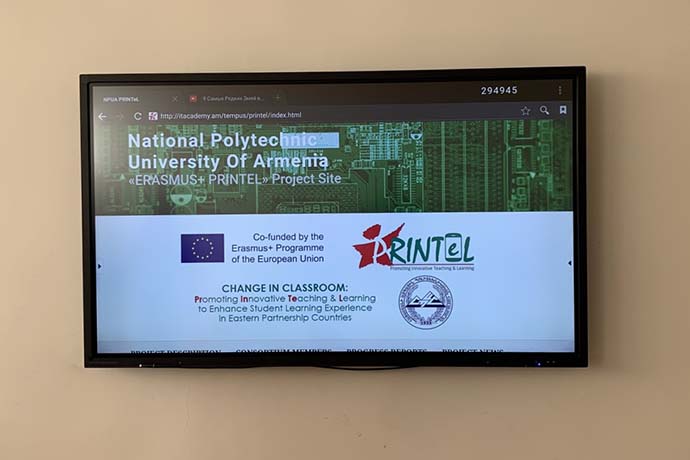 294945
NPUA PRINTeL
9 Самых Редких Змей в...
http://itacademy.am/tempus/printel/index.html
National Polytechnic
University Of Armenia
«ERASMUS+ PRINTEL» Project Site
Co-funded by the
Erasmus+ Programme
of the European Union
PRINTeL
Promoting Innovative Teaching & Learning
CHANGE IN CLASSROOM:
Promoting Innovative Teaching & Learning
to Enhance Student Learning Experience
in Eastern Partnership Countries
1933
PROJECT DESCRIPTION CONSORTIUM MEMBERS PROGRESS REPORTS PROJECT NEWS